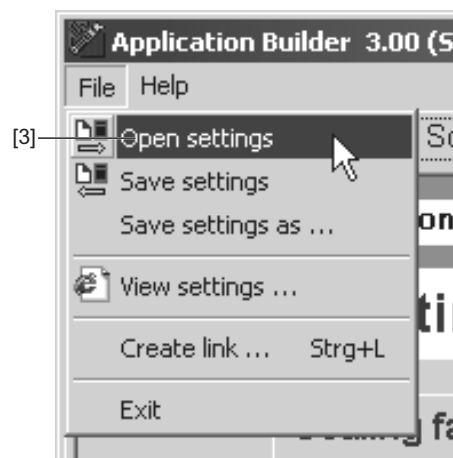 Application Builder 3.00 (S
File Help
[3]
Open settings
Save settings
Save settings as ...
View settings ...
Create link ... Strg+L
Exit